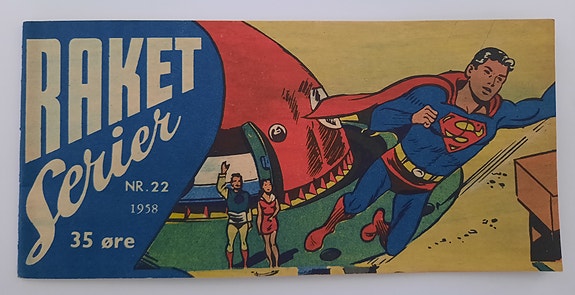 RAKET
Serier
NR. 22
1958
35 øre
S